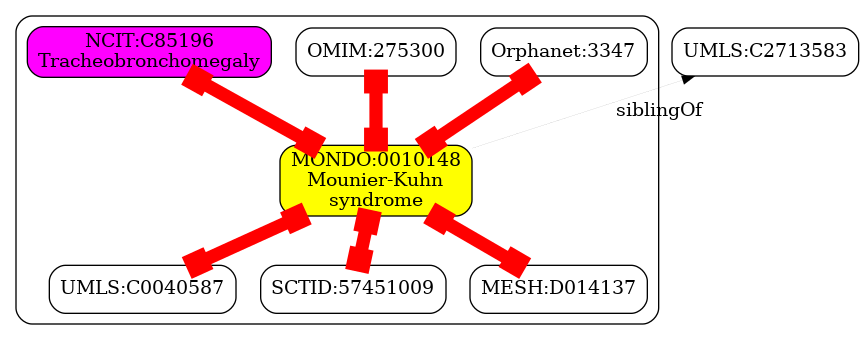 NCIT:C85196
Tracheobronchomegaly
OMIM:275300
Orphanet:3347
UMLS:C2713583
siblingOf
MONDO:0010148
Mounier-Kuhn
syndrome
UMLS:C0040587
SCTID:57451009
MESH:D014137